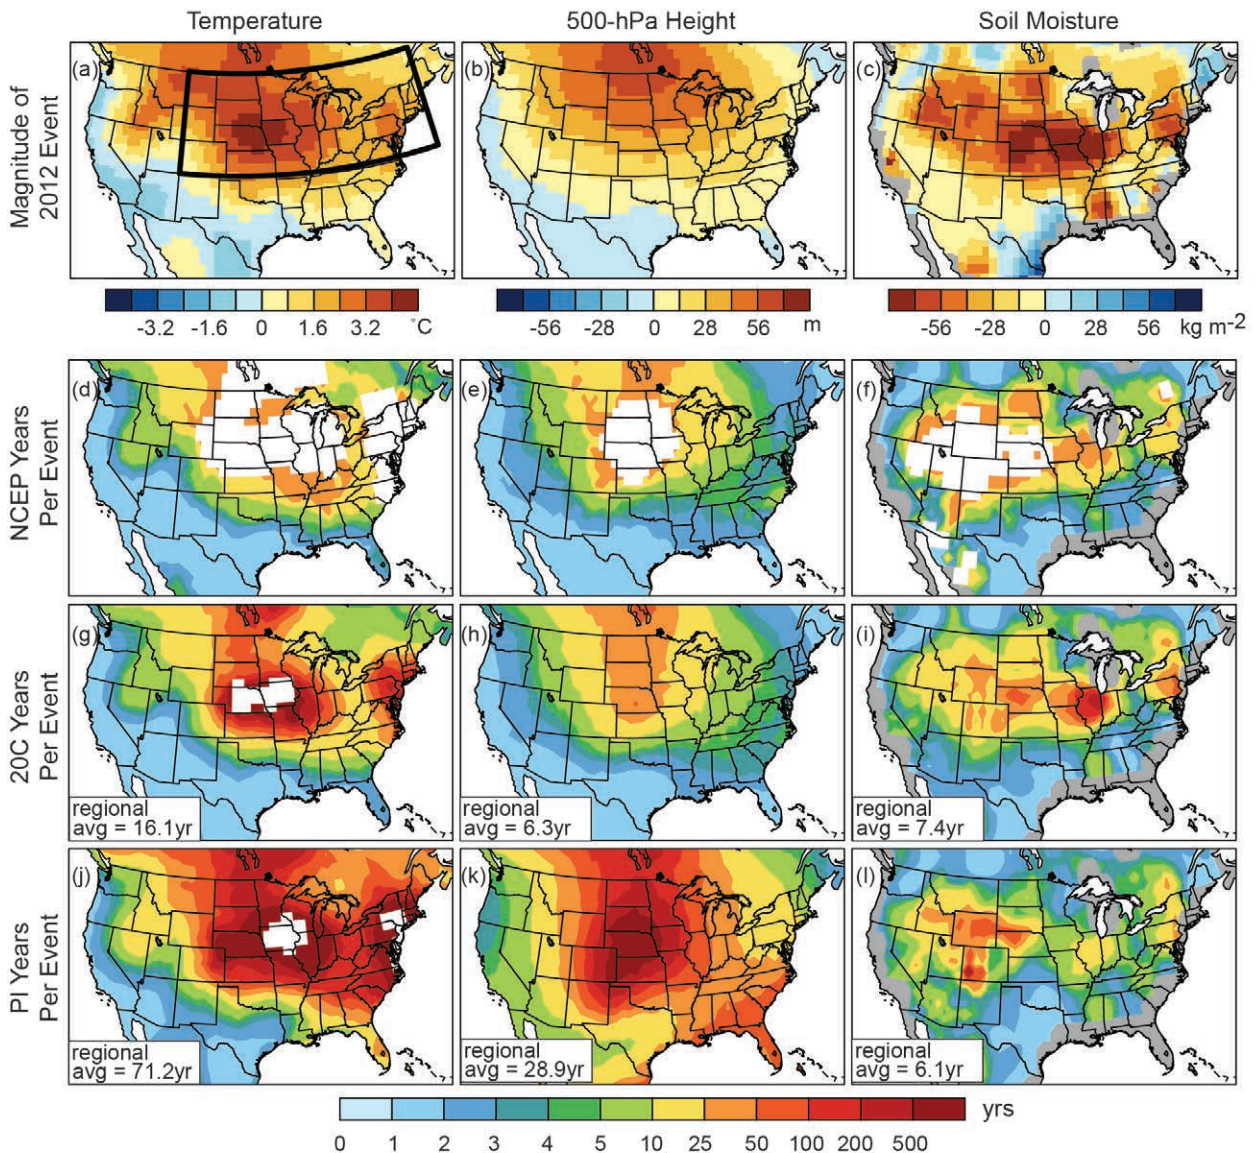 Temperature 500-hPa Height Soil Moisture
Magnitude of
2012 Event
(a) (b) (c)
-3.2 -1.6 0 1.6 3.2 °C
-56 -28 0 28 56 m
-56 -28 0 28 56 kg m-2
NCEP Years
Per Event
(d) (e) (f)
20C Years
Per Event
(g) (h) (i)
regional
avg = 16.1yr
regional
avg = 6.3yr
regional
avg = 7.4yr
PI Years
Per Event
(j) (k) (l)
regional
avg = 71.2yr
regional
avg = 28.9yr
regional
avg = 6.1yr
yrs
0 1 2 3 4 5 10 25 50 100 200 500